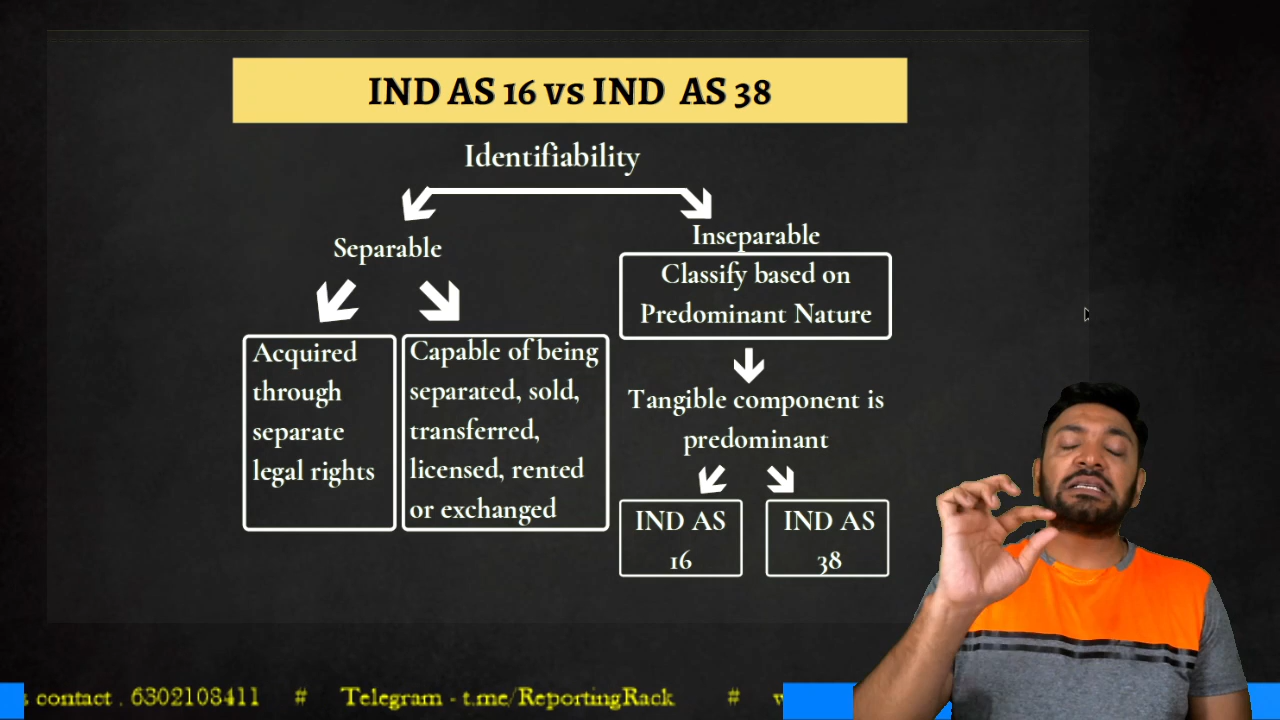 IND AS 16 vs IND AS 38
Identifiability
Separable
Inseparable
Classify based on
Predominant Nature
Acquired
through
separate
legal rights
Capable of being
separated, sold,
transferred,
licensed, rented
or exchanged
Tangible component is
predominant
IND AS
16
IND AS
38
contact . 6302108411 # Telegram - t.me/ReportingRack #